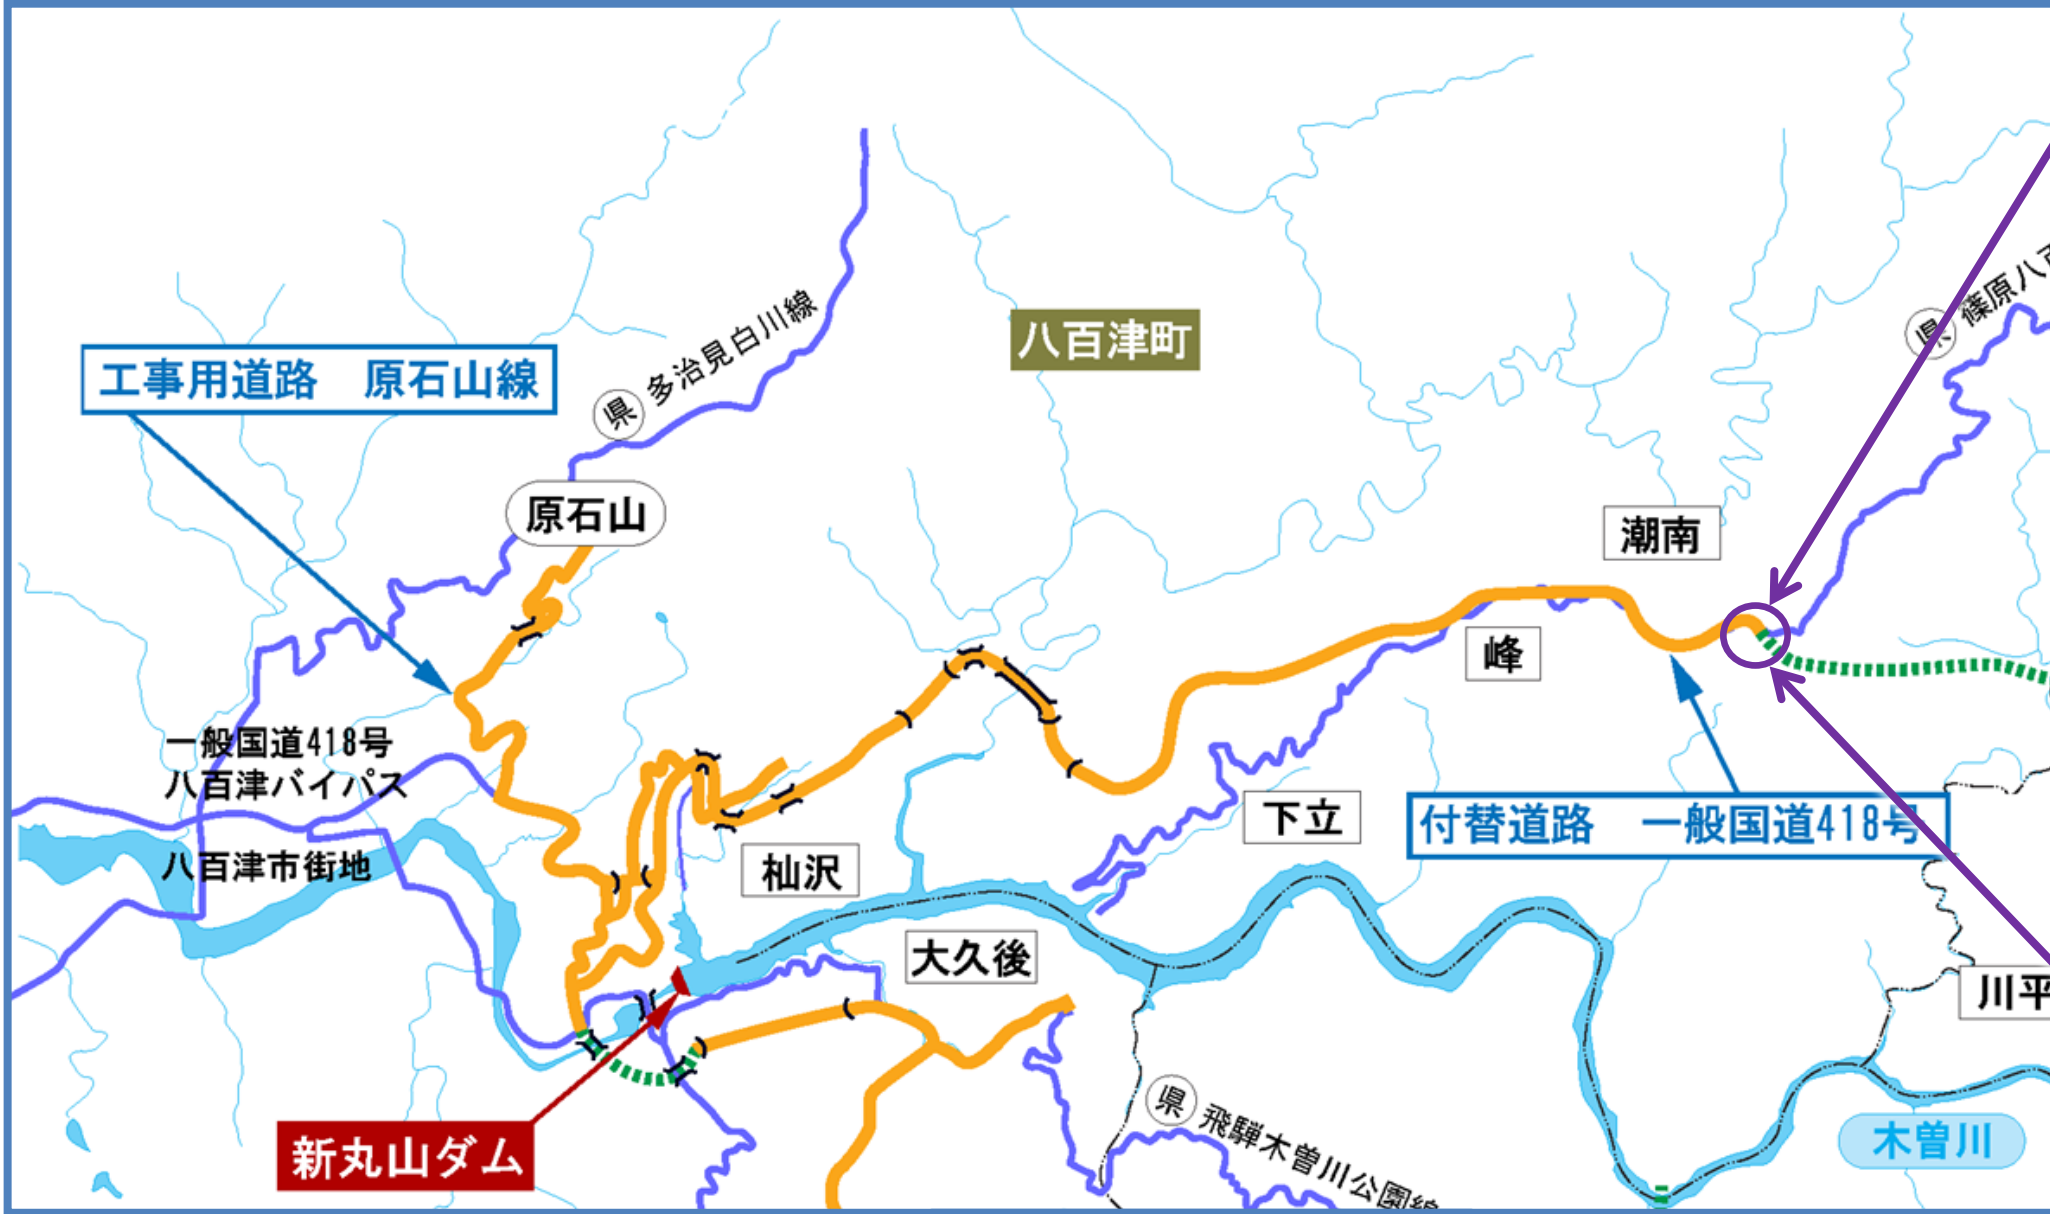 県 多治見白川線
八百津町
県 篠原八百
工事用道路　原石山線
原石山
潮南
峰
一般国道418号
八百津バイパス
下立
付替道路　一般国道418号
八百津市街地
杣沢
大久後
川平
県 飛騨木曽川公園線
新丸山ダム
木曽川